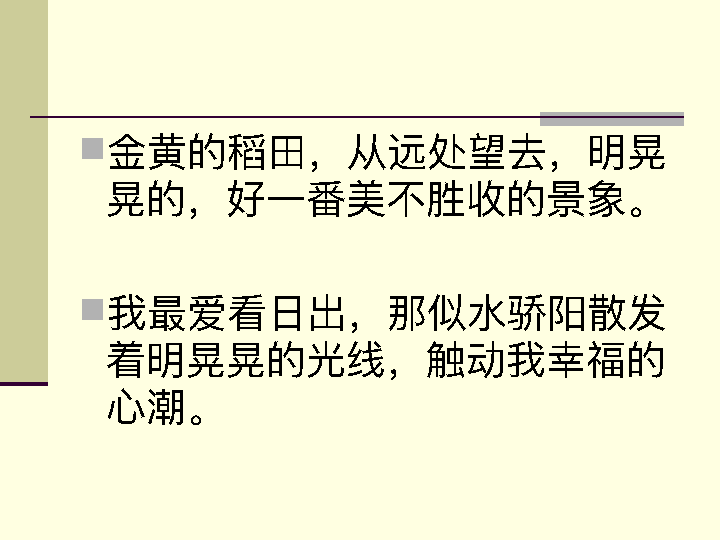 金黄的稻田，从远处望去，明晃
晃的，好一番美不胜收的景象。
我最爱看日出，那似水骄阳散发
着明晃晃的光线，触动我幸福的
心潮。